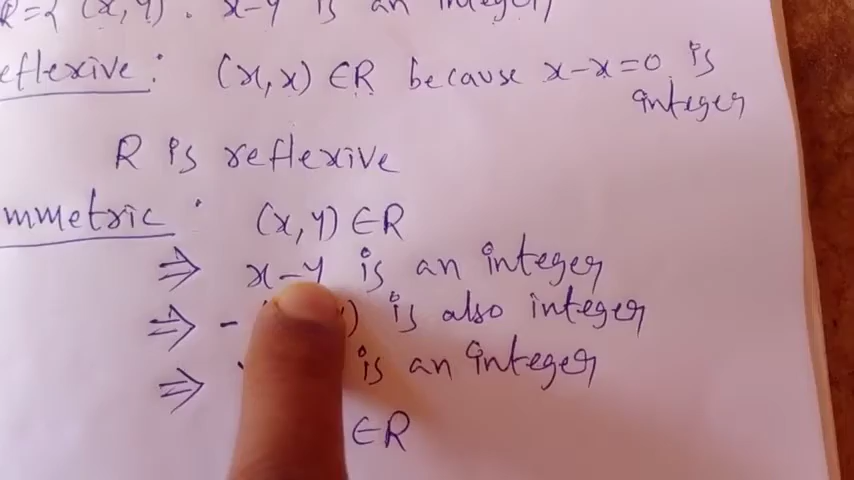 R={ (x,y): x-y is an integer}
eflexive: (x,x) ∈R because x-x=0 is
integer
R is reflexive
mmetric: (x,y)∈R
⇒ x-y is an integer
⇒ - ) is also integer
⇒ is an integer
∈R